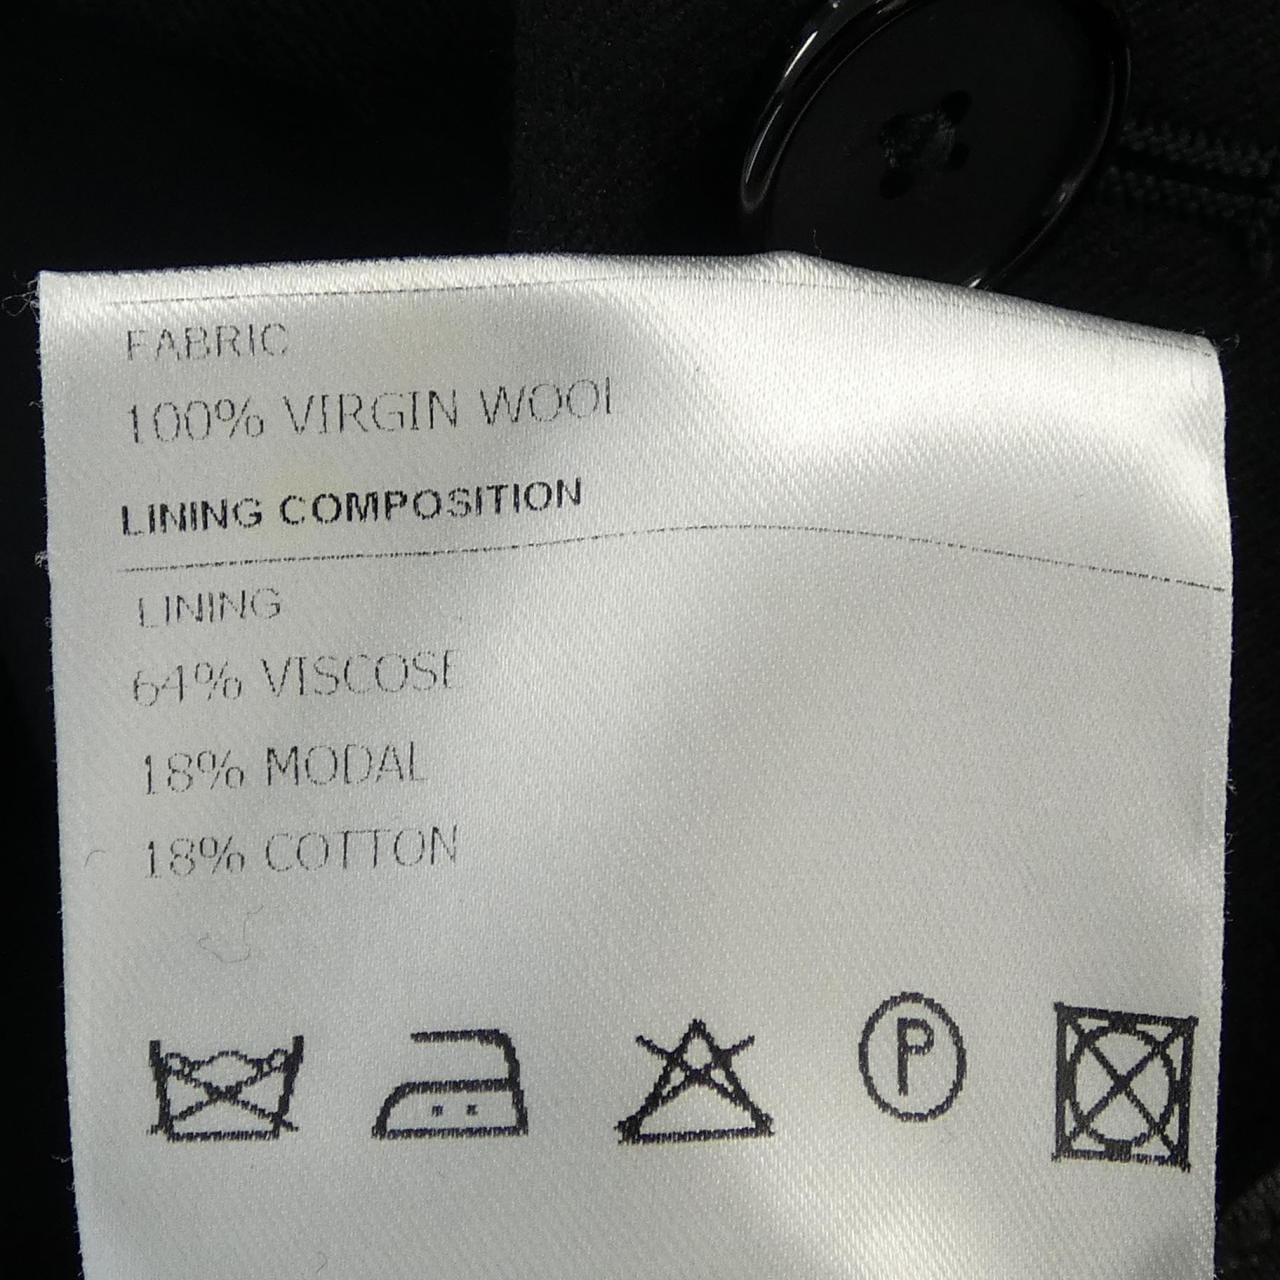 FABRIC
100% VIRGIN WOOL
LINING COMPOSITION
LINING
64% VISCOSE
18% MODAL
18% COTTON
P